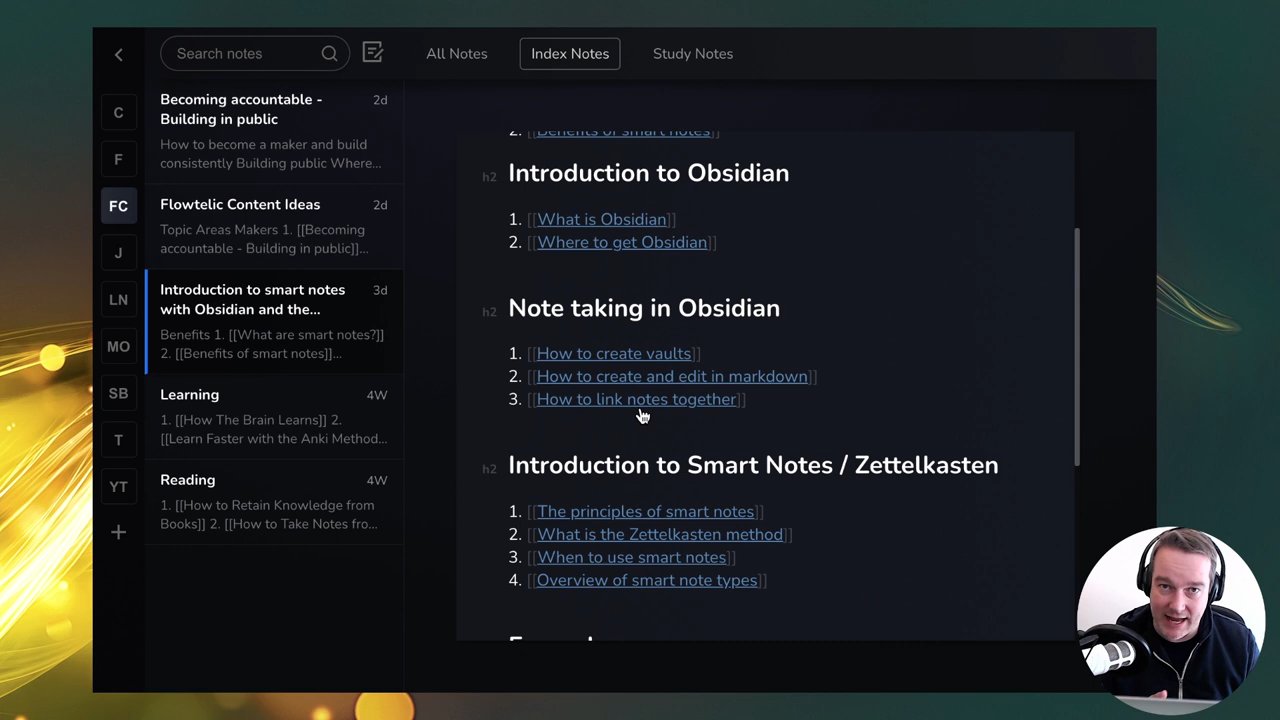 Search notes
All Notes
Index Notes
Study Notes
C
F
FC
J
LN
MO
SB
T
YT
Becoming accountable -
Building in public
2d
How to become a maker and build
consistently Building public Where...
Flowtelic Content Ideas
2d
Topic Areas Makers 1. [[Becoming
accountable - Building in public]]...
Introduction to smart notes
with Obsidian and the...
3d
Benefits 1. [[What are smart notes?]]
2. [[Benefits of smart notes]]...
Learning
4W
1. [[How The Brain Learns]] 2.
[[Learn Faster with the Anki Method...
Reading
4W
1. [[How to Retain Knowledge from
Books]] 2. [[How to Take Notes fro...
2. [[Benefits of smart notes]]
h2 Introduction to Obsidian
1. [[What is Obsidian]]
2. [[Where to get Obsidian]]
h2 Note taking in Obsidian
1. [[How to create vaults]]
2. [[How to create and edit in markdown]]
3. [[How to link notes together]]
h2 Introduction to Smart Notes / Zettelkasten
1. [[The principles of smart notes]]
2. [[What is the Zettelkasten method]]
3. [[When to use smart notes]]
4. [[Overview of smart note types]]